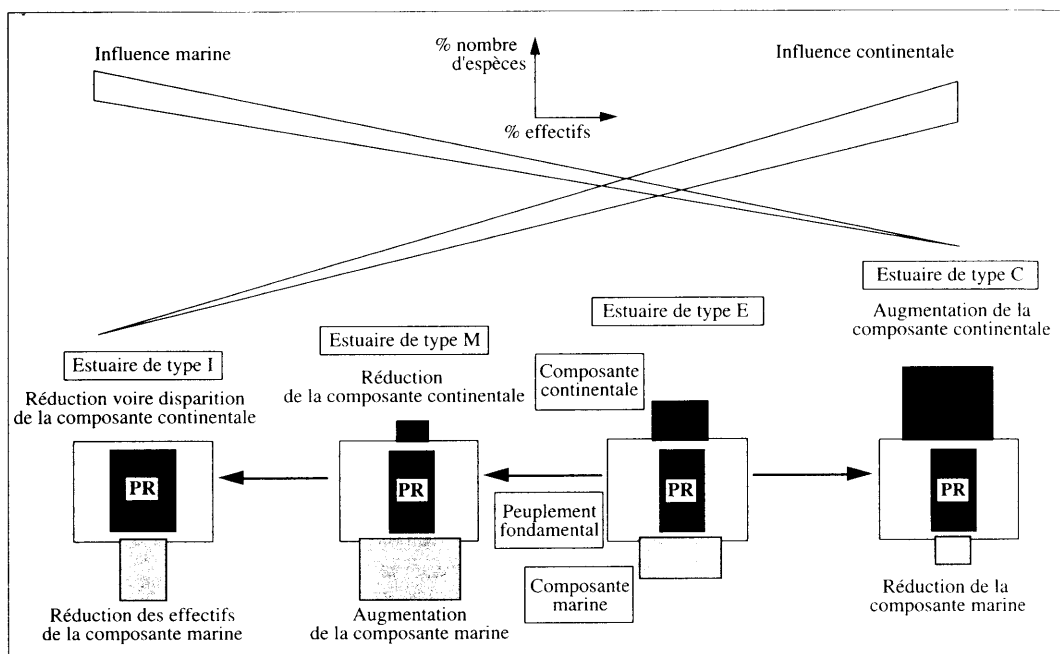 Influence marine
% nombre
d'espèces
Influence continentale
% effectifs
Estuaire de type C
Augmentation de la
composante continentale
Estuaire de type E
Estuaire de type M
Réduction
de la composante continentale
Estuaire de type I
Réduction voire disparition
de la composante continentale
Composante
continentale
PR
PR
PR
PR
Peuplement
fondamental
Composante
marine
Réduction des effectifs
de la composante marine
Augmentation
de la composante marine
Réduction de la
composante marine